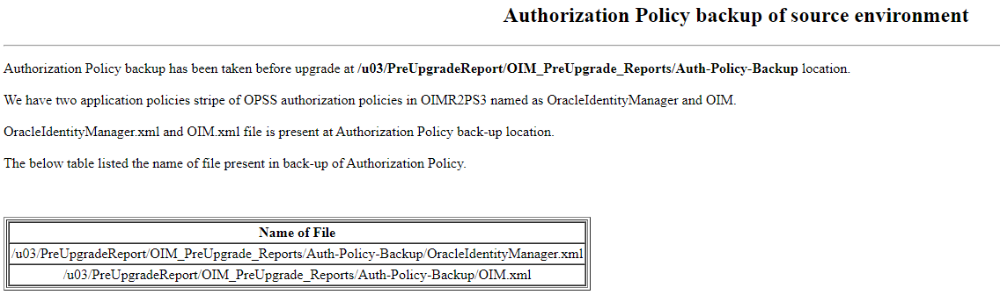 Authorization Policy backup of source environment
Authorization Policy backup has been taken before upgrade at /u03/PreUpgradeReport/OIM_PreUpgrade_Reports/Auth-Policy-Backup location.
We have two application policies stripe of OPSS authorization policies in OIMR2PS3 named as OracleIdentityManager and OIM.
OracleIdentityManager.xml and OIM.xml file is present at Authorization Policy back-up location.
The below table listed the name of file present in back-up of Authorization Policy.
Name of File
/u03/PreUpgradeReport/OIM_PreUpgrade_Reports/Auth-Policy-Backup/OracleIdentityManager.xml
/u03/PreUpgradeReport/OIM_PreUpgrade_Reports/Auth-Policy-Backup/OIM.xml